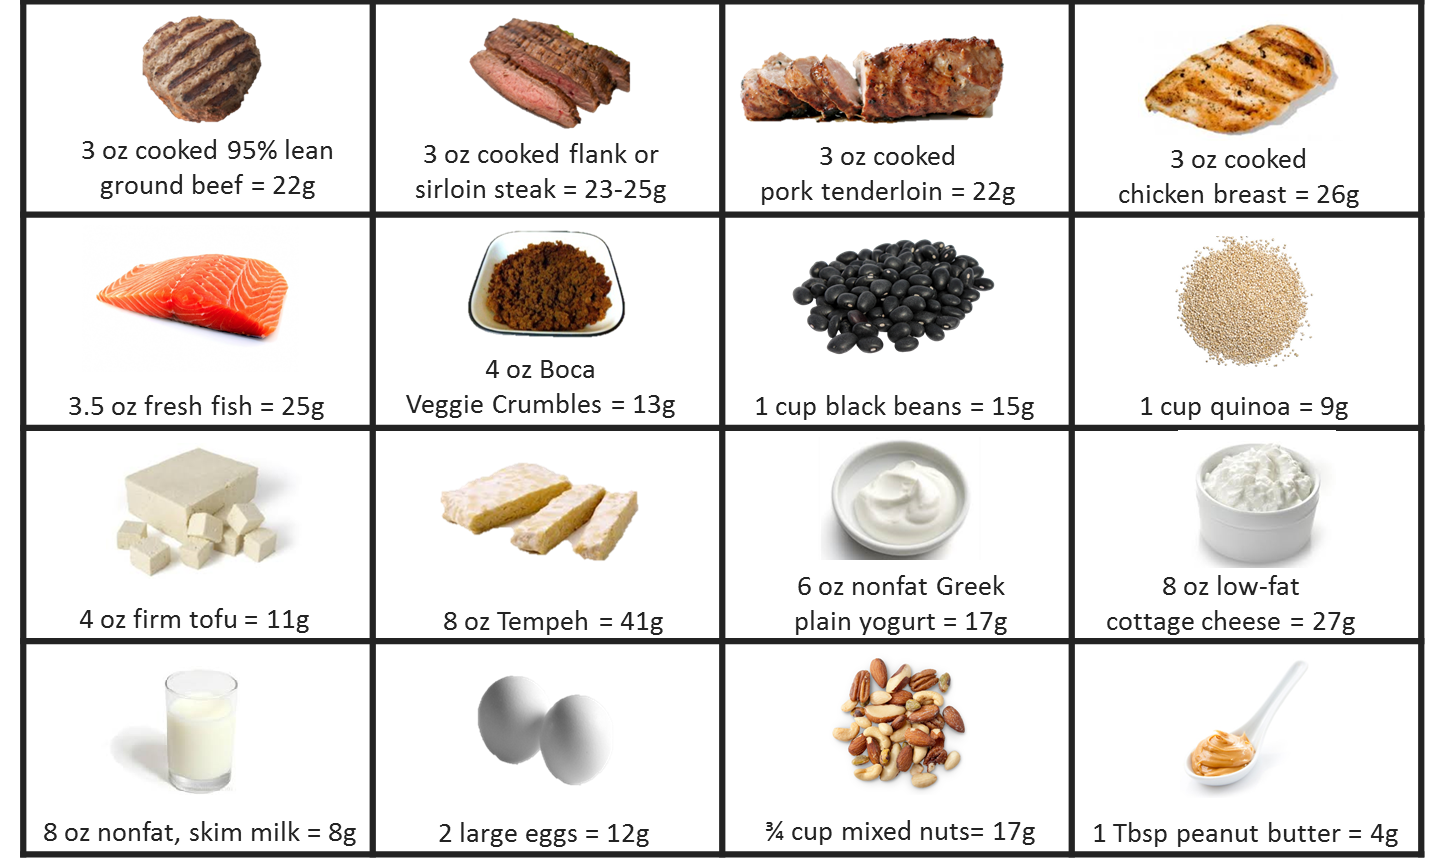 3 oz cooked 95% lean
ground beef = 22g
3 oz cooked flank or
sirloin steak = 23-25g
3 oz cooked
pork tenderloin = 22g
3 oz cooked
chicken breast = 26g
3.5 oz fresh fish = 25g
4 oz Boca
Veggie Crumbles = 13g
1 cup black beans = 15g
1 cup quinoa = 9g
4 oz firm tofu = 11g
8 oz Tempeh = 41g
6 oz nonfat Greek
plain yogurt = 17g
8 oz low-fat
cottage cheese = 27g
8 oz nonfat, skim milk = 8g
2 large eggs = 12g
¾ cup mixed nuts= 17g
1 Tbsp peanut butter = 4g